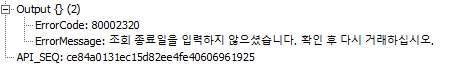 Output {} (2)
ErrorCode: 80002320
ErrorMessage: 조회 종료일을 입력하지 않으셨습니다. 확인 후 다시 거래하십시오.
API_SEQ: ce84a0131ec15d82ee4fe40606961925